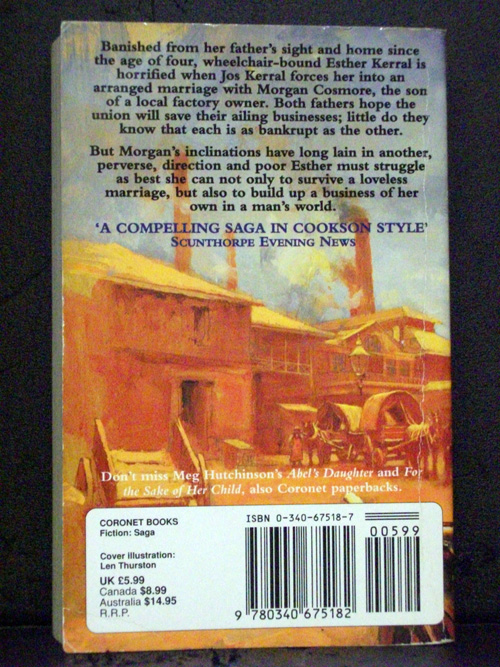 Banished from her father's sight and home since
the age of four, wheelchair-bound Esther Kerral is
horrified when Jos Kerral forces her into an
arranged marriage with Morgan Cosmore, the son
of a local factory owner. Both fathers hope the
union will save their ailing businesses; little do they
know that each is as bankrupt as the other.
But Morgan's inclinations have long lain in another,
perverse, direction and poor Esther must struggle
as best she can not only to survive a loveless
marriage, but also to build up a business of her
own in a man's world.
'A COMPELLING SAGA IN COOKSON STYLE'
SCUNTHORPE EVENING NEWS
Don't miss Meg Hutchinson's Abel's Daughter and For
the Sake of Her Child, also Coronet paperbacks.
CORONET BOOKS
Fiction: Saga
Cover illustration:
Len Thurston
UK £5.99
Canada $8.99
Australia $14.95
R.R.P.
ISBN 0-340-67518-7
00599
9 780340 675182